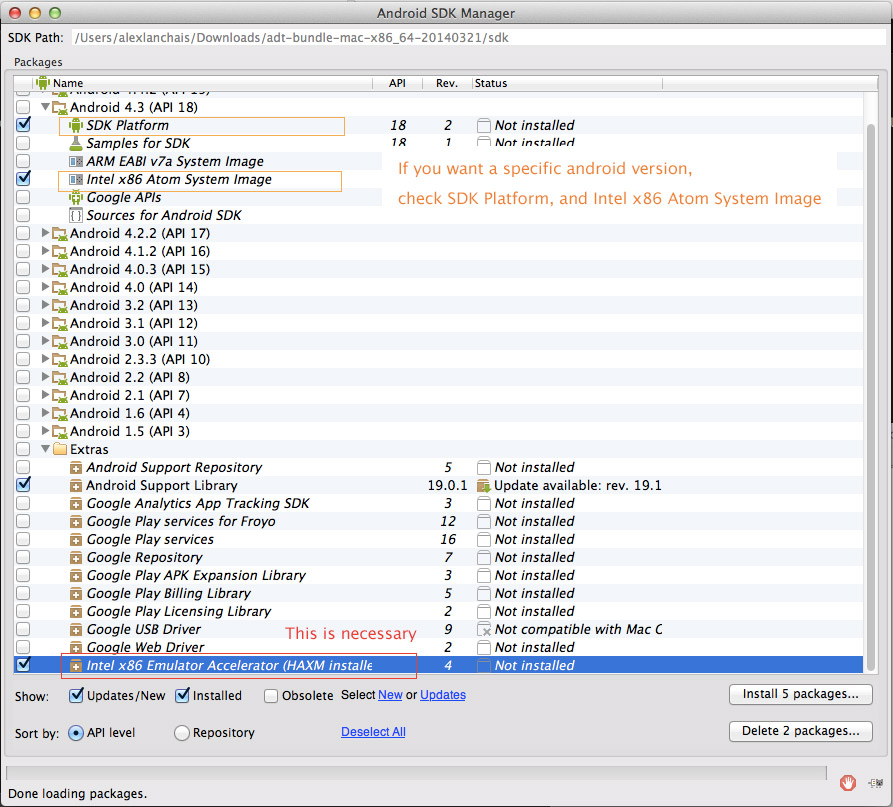 Android SDK Manager
SDK Path: /Users/alexlanchais/Downloads/adt-bundle-mac-x86_64-20140321/sdk
Packages
Name API Rev. Status
Android 4.3 (API 18)
SDK Platform 18 2 Not installed
Samples for SDK 18 1 Not installed
ARM EABI v7a System Image
If you want a specific android version,
Intel x86 Atom System Image
check SDK Platform, and Intel x86 Atom System Image
Google APIs
Sources for Android SDK
Android 4.2.2 (API 17)
Android 4.1.2 (API 16)
Android 4.0.3 (API 15)
Android 4.0 (API 14)
Android 3.2 (API 13)
Android 3.1 (API 12)
Android 3.0 (API 11)
Android 2.3.3 (API 10)
Android 2.2 (API 8)
Android 2.1 (API 7)
Android 1.6 (API 4)
Android 1.5 (API 3)
Extras
Android Support Repository 5 Not installed
Android Support Library 19.0.1 Update available: rev. 19.1
Google Analytics App Tracking SDK 3 Not installed
Google Play services for Froyo 12 Not installed
Google Play services 16 Not installed
Google Repository 7 Not installed
Google Play APK Expansion Library 3 Not installed
Google Play Billing Library 5 Not installed
Google Play Licensing Library 2 Not installed
Google USB Driver 9 Not compatible with Mac O
This is necessary
Google Web Driver 2 Not installed
Intel x86 Emulator Accelerator (HAXM installe 4 Not installed
Show: Updates/New Installed Obsolete Select New or Updates Install 5 packages...
Sort by: API level Repository Deselect All Delete 2 packages...
Done loading packages.